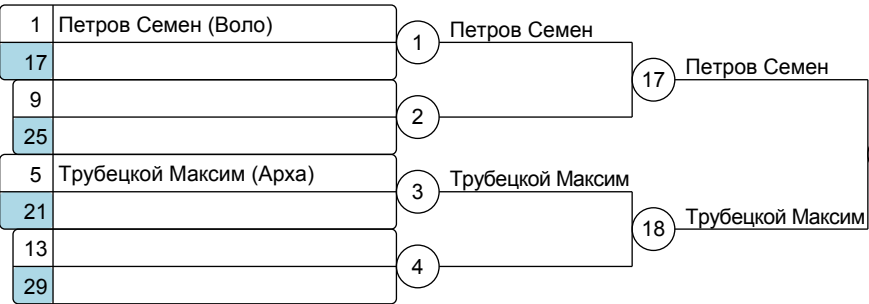 1 Петров Семен (Воло)
17
1 Петров Семен
9
25
2
17 Петров Семен
5 Трубецкой Максим (Арха)
21
3 Трубецкой Максим
13
29
4
18 Трубецкой Максим